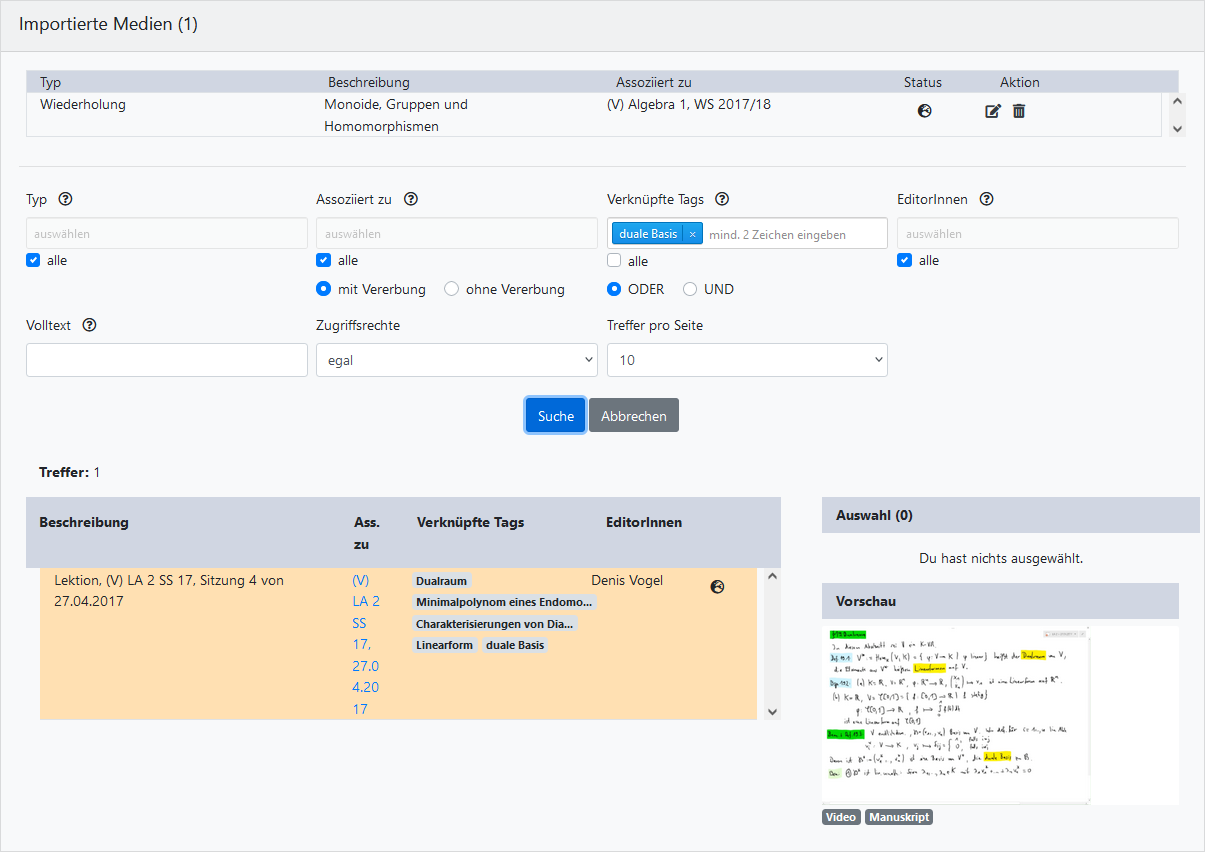 Importierte Medien (1)
Typ Beschreibung Assoziiert zu Status Aktion
Wiederholung Monoide, Gruppen und (V) Algebra 1, WS 2017/18
Homomorphismen
Typ Assoziiert zu Verknüpfte Tags EditorInnen
auswählen auswählen duale Basis × mind. 2 Zeichen eingeben auswählen
alle alle alle alle
mit Vererbung ohne Vererbung ODER UND
Volltext Zugriffsrechte Treffer pro Seite
egal 10
Suche Abbrechen
Treffer: 1
Beschreibung Ass. zu Verknüpfte Tags EditorInnen
Lektion, (V) LA 2 SS 17, Sitzung 4 von
27.04.2017
(V)
LA 2
SS
17,
27.0
4.20
17
Dualraum
Minimalpolynom eines Endomo...
Charakterisierungen von Dia...
Linearform duale Basis
Denis Vogel
Auswahl (0)
Du hast nichts ausgewählt.
Vorschau
Video Manuskript